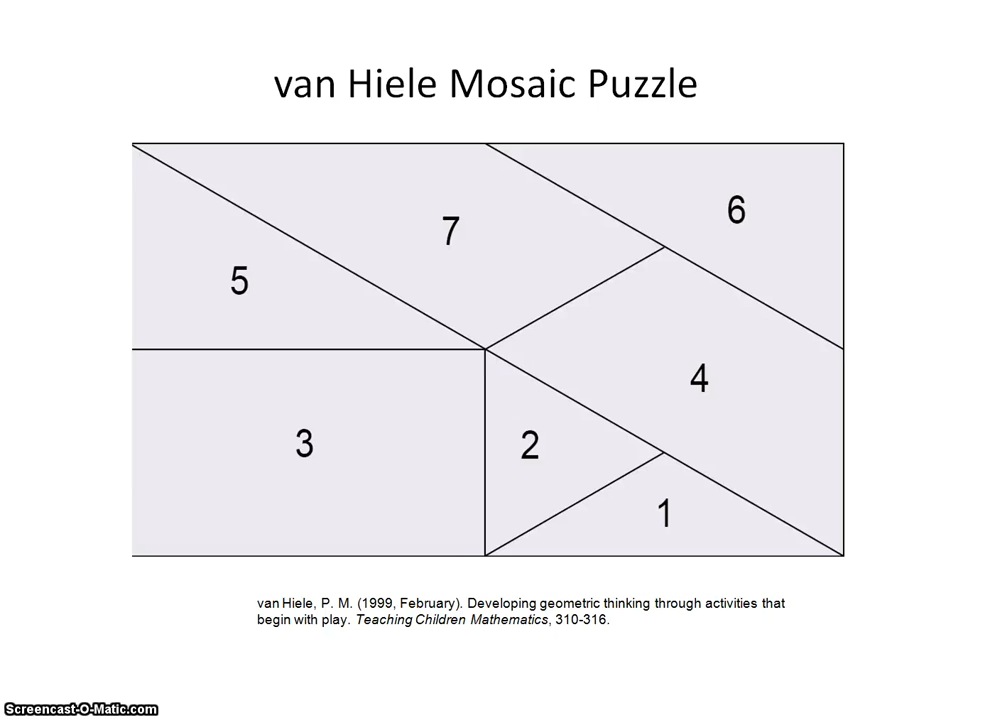 van Hiele Mosaic Puzzle
6
7
5
4
3
2
1
van Hiele, P. M. (1999, February). Developing geometric thinking through activities that
begin with play. Teaching Children Mathematics, 310-316.
Screencast-O-Matic.com